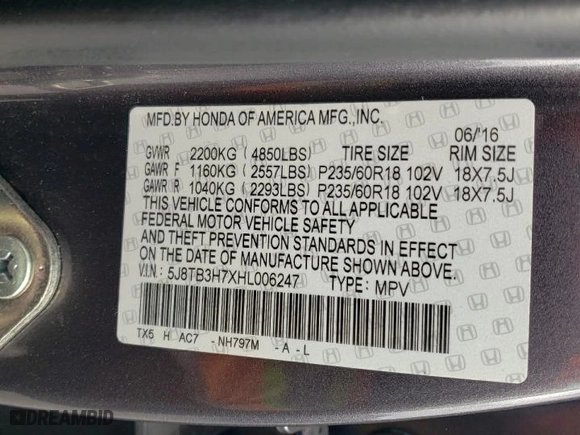 MFD.BY HONDA OF AMERICA MFG.,INC.
06/'16
GVWR 2200KG (4850LBS) TIRE SIZE RIM SIZE
GAWR F 1160KG (2557LBS) P235/60R18 102V 18X7.5J
GAWR R 1040KG (2293LBS) P235/60R18 102V 18X7.5J
THIS VEHICLE CONFORMS TO ALL APPLICABLE
FEDERAL MOTOR VEHICLE SAFETY
AND THEFT PREVENTION STANDARDS IN EFFECT
ON THE DATE OF MANUFACTURE SHOWN ABOVE.
V.I.N: 5J8TB3H7XHL006247 TYPE: MPV
TX5 H AC7 - NH797M - A - L
DREAMBID